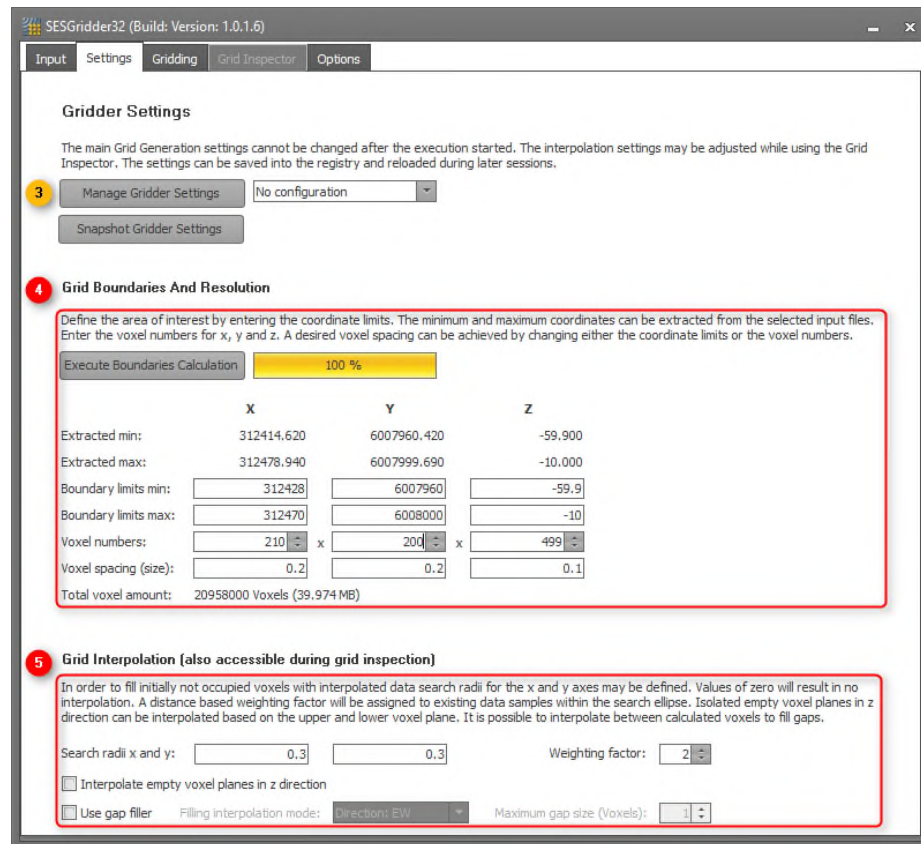 SESGridder32 (Build: Version: 1.0.1.6)
Input Settings Gridding Grid Inspector Options
Gridder Settings
The main Grid Generation settings cannot be changed after the execution started. The interpolation settings may be adjusted while using the Grid
Inspector. The settings can be saved into the registry and reloaded during later sessions.
3 Manage Gridder Settings No configuration
Snapshot Gridder Settings
4 Grid Boundaries And Resolution
Define the area of interest by entering the coordinate limits. The minimum and maximum coordinates can be extracted from the selected input files.
Enter the voxel numbers for x, y and z. A desired voxel spacing can be achieved by changing either the coordinate limits or the voxel numbers.
Execute Boundaries Calculation 100 %
X Y Z
Extracted min: 312414.620 6007960.420 -59.900
Extracted max: 312478.940 6007999.690 -10.000
Boundary limits min: 312428 6007960 -59.9
Boundary limits max: 312470 6008000 -10
Voxel numbers: 210 x 200 x 499
Voxel spacing (size): 0.2 0.2 0.1
Total voxel amount: 20958000 Voxels (39.974 MB)
5 Grid Interpolation (also accessible during grid inspection)
In order to fill initially not occupied voxels with interpolated data search radii for the x and y axes may be defined. Values of zero will result in no
interpolation. A distance based weighting factor will be assigned to existing data samples within the search ellipse. Isolated empty voxel planes in z
direction can be interpolated based on the upper and lower voxel plane. It is possible to interpolate between calculated voxels to fill gaps.
Search radii x and y: 0.3 0.3 Weighting factor: 2
Interpolate empty voxel planes in z direction
Use gap filler Filling interpolation mode: Direction: EW Maximum gap size (Voxels): 1